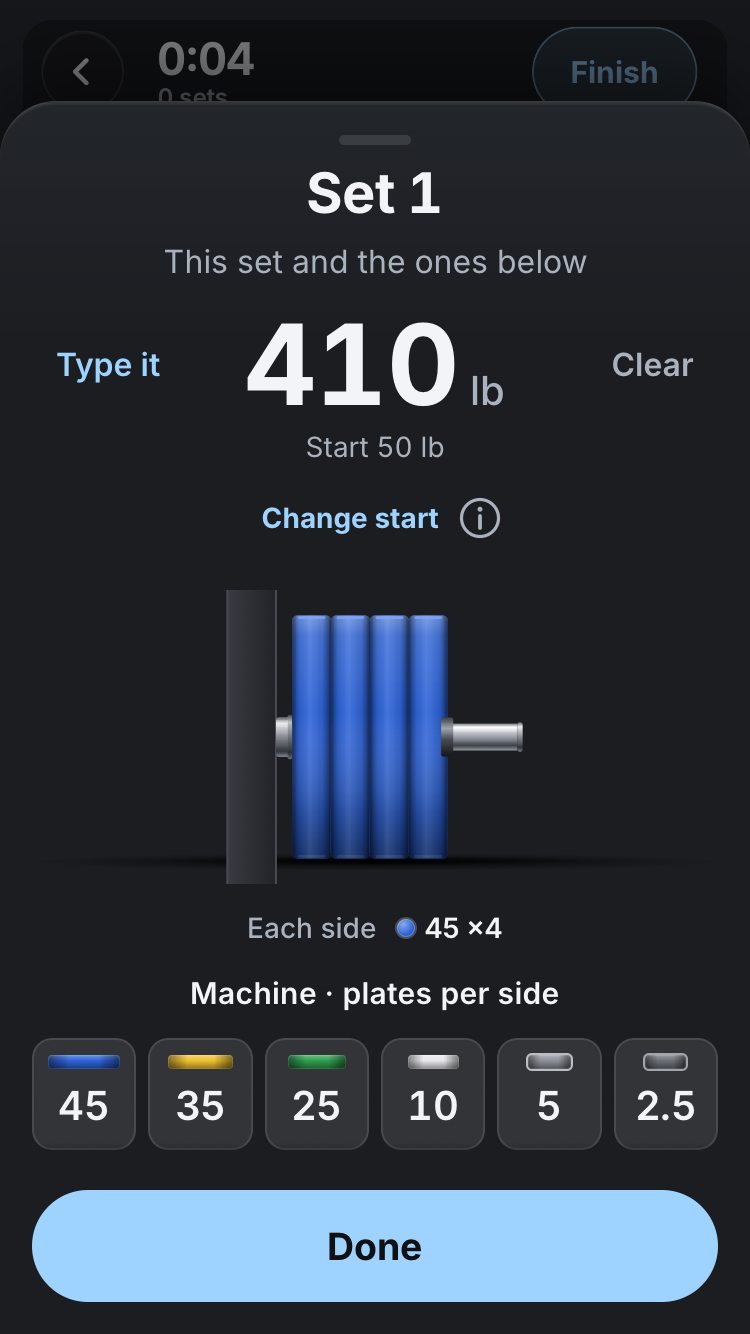 0:04
0 sets
Finish
Set 1
This set and the ones below
Type it
410 lb
Clear
Start 50 lb
Change start
Each side 45 ×4
Machine · plates per side
45 35 25 10 5 2.5
Done